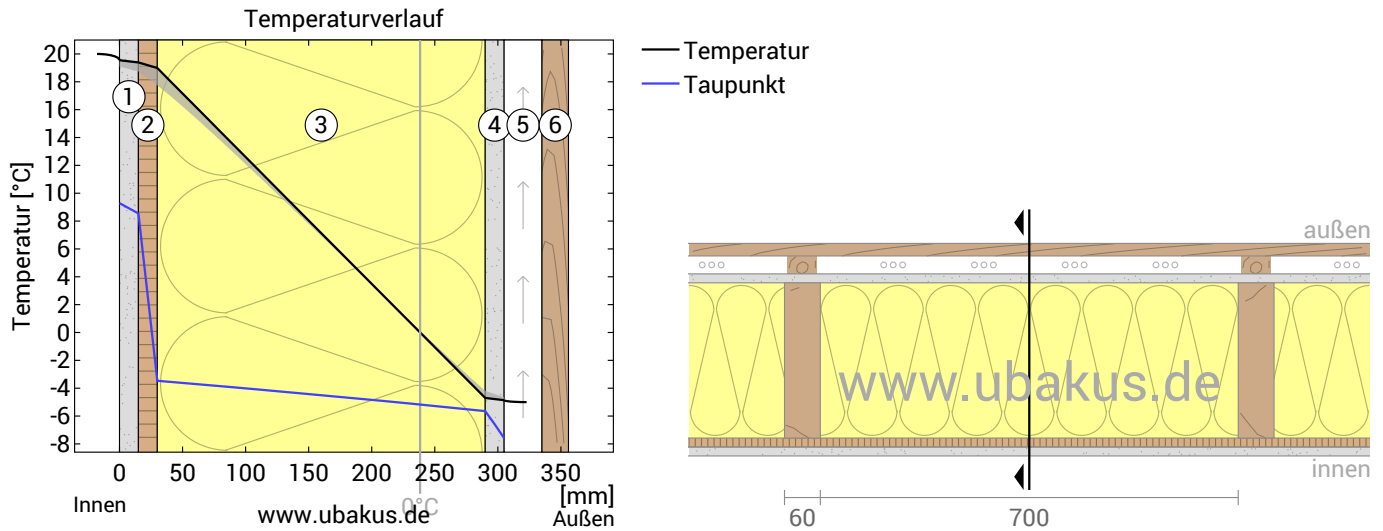 Temperaturverlauf
Temperatur [°C]
20
18
16
14
12
10
8
6
4
2
0
-2
-4
-6
-8
1
2
3
4
5
6
0
50
100
150
200
250
300
350
[mm]
Innen
0°C
Außen
www.ubakus.de
Temperatur
Taupunkt
außen
www.ubakus.de
innen
60
700